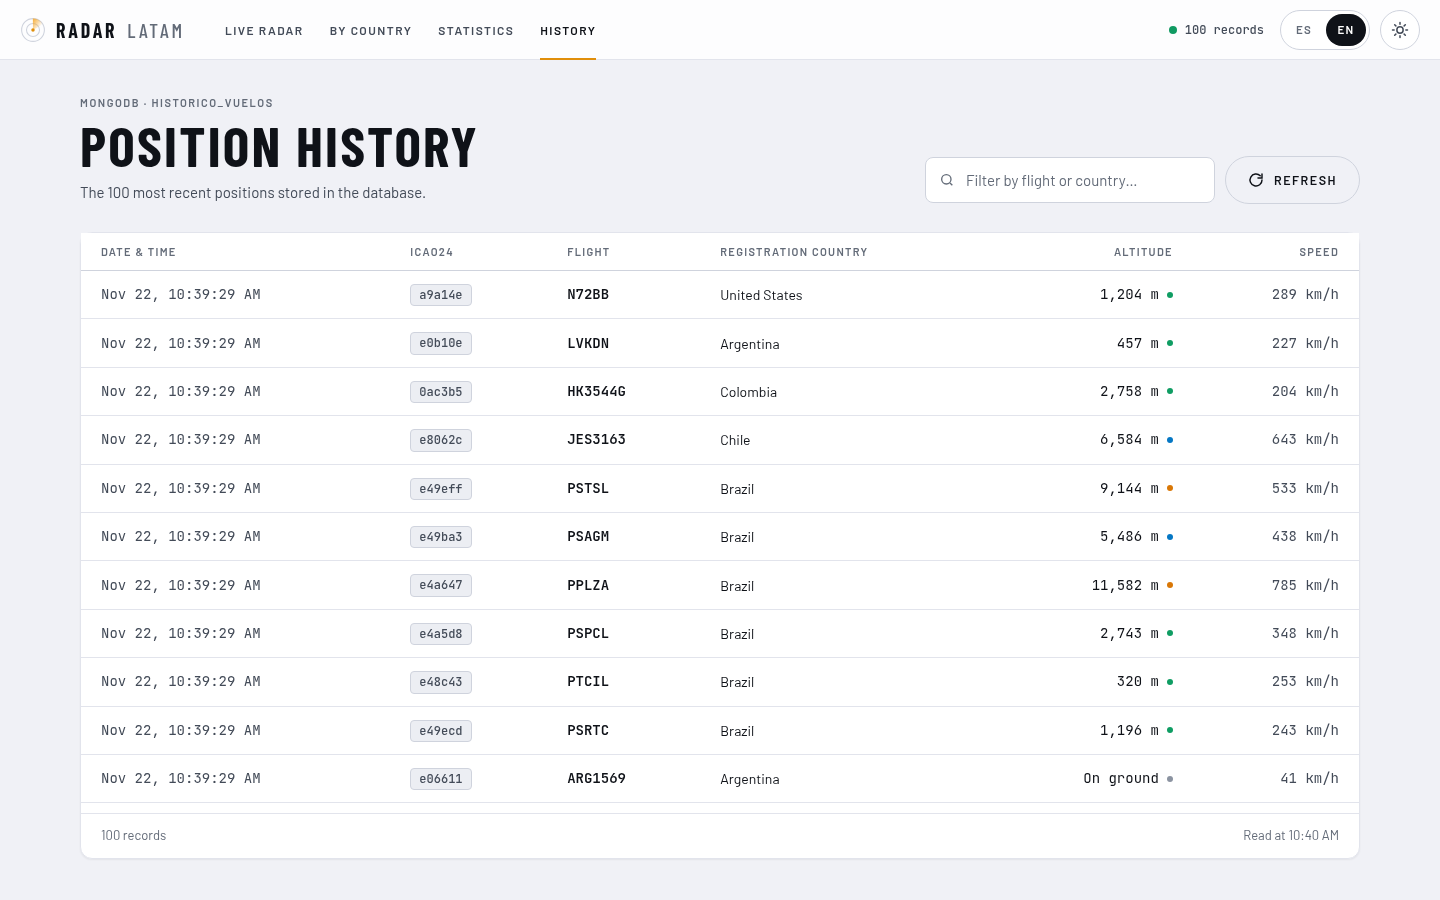 RADAR LATAM
LIVE RADAR BY COUNTRY STATISTICS HISTORY
100 records
ES EN
MONGODB · HISTORICO_VUELOS
POSITION HISTORY
The 100 most recent positions stored in the database.
Filter by flight or country...
REFRESH
DATE & TIME ICAO24 FLIGHT REGISTRATION COUNTRY ALTITUDE SPEED
Nov 22, 10:39:29 AM a9a14e N72BB United States 1,204 m 289 km/h
Nov 22, 10:39:29 AM e0b10e LVKDN Argentina 457 m 227 km/h
Nov 22, 10:39:29 AM 0ac3b5 HK3544G Colombia 2,758 m 204 km/h
Nov 22, 10:39:29 AM e8062c JES3163 Chile 6,584 m 643 km/h
Nov 22, 10:39:29 AM e49eff PSTSL Brazil 9,144 m 533 km/h
Nov 22, 10:39:29 AM e49ba3 PSAGM Brazil 5,486 m 438 km/h
Nov 22, 10:39:29 AM e4a647 PPLZA Brazil 11,582 m 785 km/h
Nov 22, 10:39:29 AM e4a5d8 PSPCL Brazil 2,743 m 348 km/h
Nov 22, 10:39:29 AM e48c43 PTCIL Brazil 320 m 253 km/h
Nov 22, 10:39:29 AM e49ecd PSRTC Brazil 1,196 m 243 km/h
Nov 22, 10:39:29 AM e06611 ARG1569 Argentina On ground 41 km/h
100 records Read at 10:40 AM